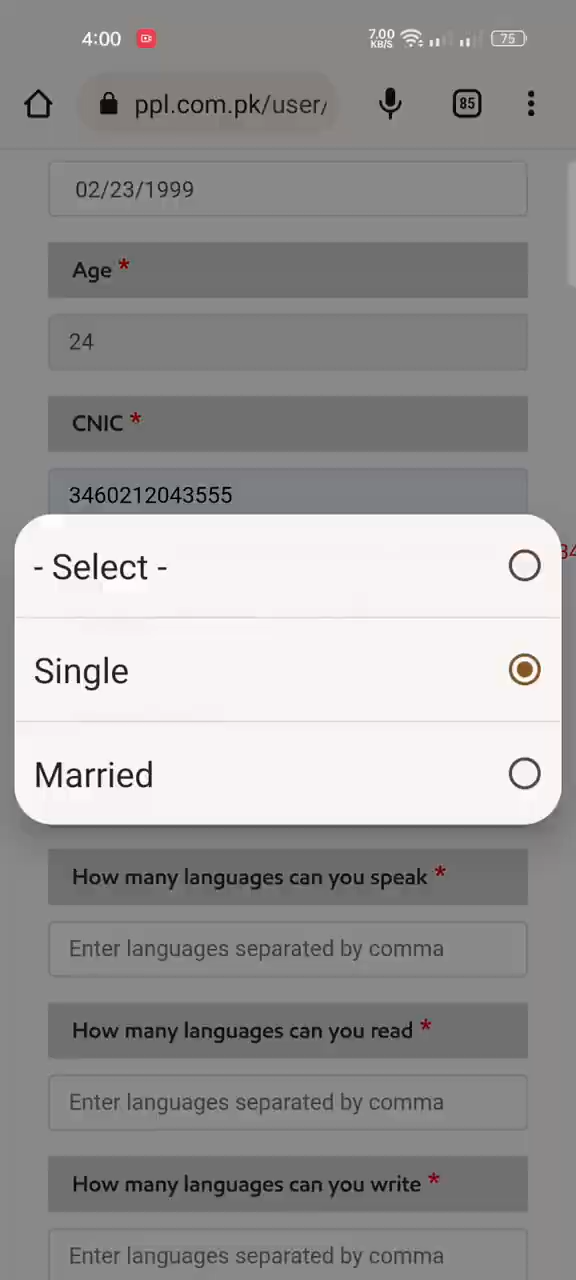 4:00
7.00
KB/S
75
ppl.com.pk/user/
85
02/23/1999
Age *
24
CNIC *
3460212043555
34
- Select -
Single
Married
How many languages can you speak *
Enter languages separated by comma
How many languages can you read *
Enter languages separated by comma
How many languages can you write *
Enter languages separated by comma